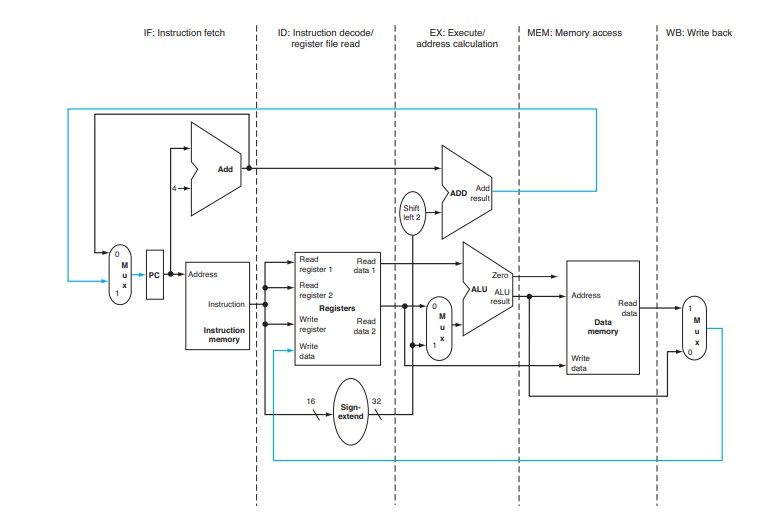 IF: Instruction fetch
ID: Instruction decode/
register file read
EX: Execute/
address calculation
MEM: Memory access
WB: Write back
Add
4
ADD
Add
result
Shift
left 2
0
M
u
x
1
PC
Address
Instruction
Instruction
memory
Read
register 1
Read
register 2
Write
register
Write
data
Registers
Read
data 1
Read
data 2
0
M
u
x
1
Zero
ALU
ALU
result
Address
Read
data
Data
memory
Write
data
1
M
u
x
0
16
Sign-
extend
32